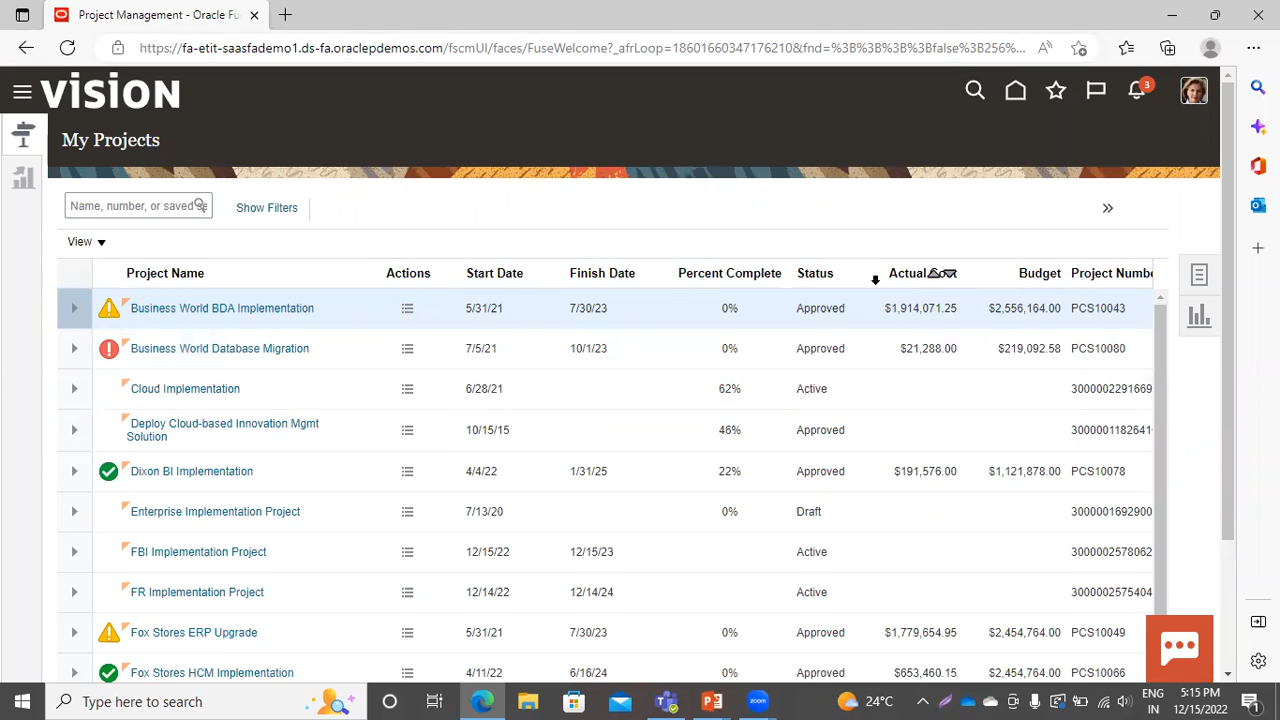 Project Management - Oracle Fu
https://fa-etit-saasfademo1.ds-fa.oraclepdemos.com/fscmUI/faces/FuseWelcome?_afrLoop=18601660347176210&fnd=%3B%3B%3B%3Bfalse%3B256%...
VISION
3
My Projects
Name, number, or saved se
Show Filters
View
Project Name Actions Start Date Finish Date Percent Complete Status Budget Project Numbe
Business World BDA Implementation 5/31/21 7/30/23 0% Approved $1,914,071.25 $2,556,164.00 PCS10043
Business World Database Migration 7/5/21 10/1/23 0% Approved $21,288.00 $219,092.58 PCS10080
Cloud Implementation 6/28/21 62% Active 3000002291669
Deploy Cloud-based Innovation Mgmt
Solution 10/15/15 46% Approved 3000001182641
Dixon BI Implementation 4/4/22 1/31/25 22% Approved $191,576.00 $1,121,878.00 PCS10078
Enterprise Implementation Project 7/13/20 0% Draft 3000001692900
FBI Implementation Project 12/15/22 12/15/23 Active 3000002578062
FR Implementation Project 12/14/22 12/14/24 Active 3000002575404
Fox Stores ERP Upgrade 5/31/21 7/30/23 0% Approved $1,779,654.95 $2,454,764.00 PCS10049
Fox Stores HCM Implementation 4/11/22 6/16/24 0% Approved $653,460.15 $2,454,764.00 PCS10066
Type here to search
24°C
ENG
IN
5:15 PM
12/15/2022
1